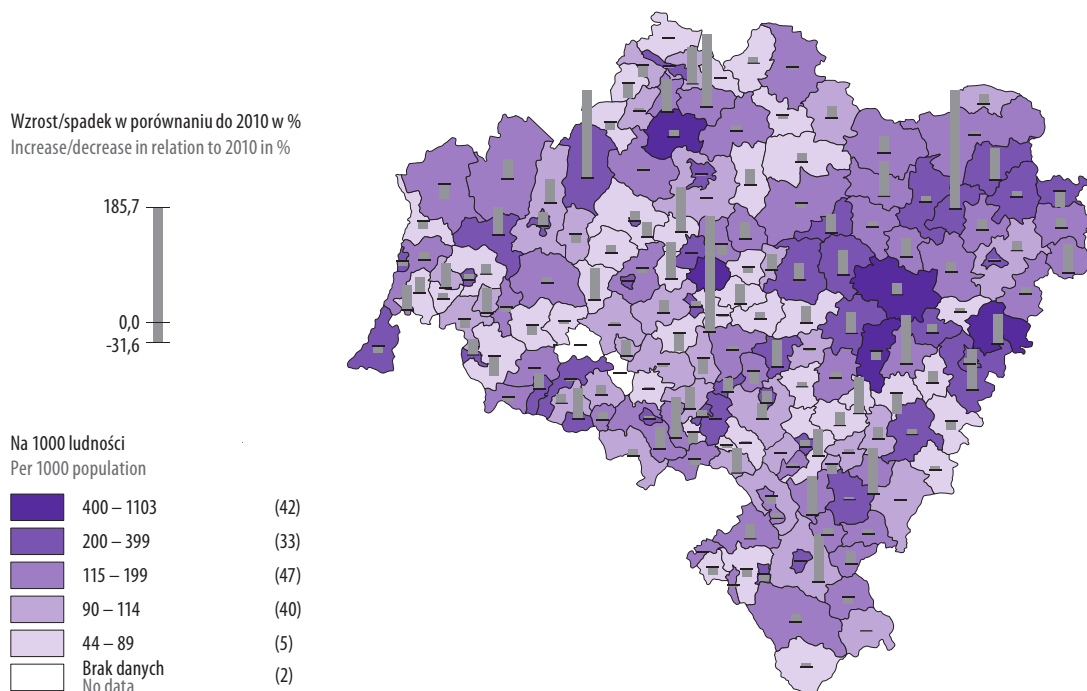 Wzrost/spadek w porównaniu do 2010 w %
Increase/decrease in relation to 2010 in %
185,7
0,0
-31,6
Na 1000 ludności
Per 1000 population
400 – 1103 (42)
200 – 399 (33)
115 – 199 (47)
90 – 114 (40)
44 – 89 (5)
Brak danych (2)
No data